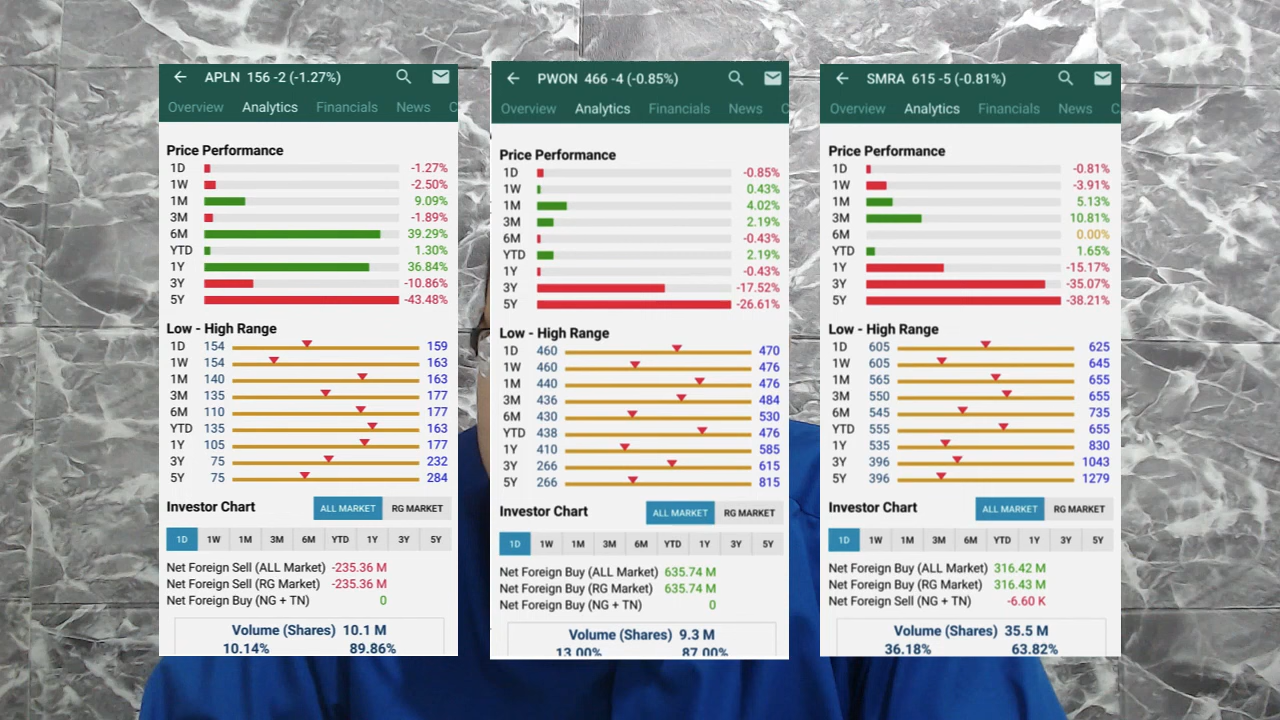 APLN 156 -2 (-1.27%)
Overview Analytics Financials News C
Price Performance
1D -1.27%
1W -2.50%
1M 9.09%
3M -1.89%
6M 39.29%
YTD 1.30%
1Y 36.84%
3Y -10.86%
5Y -43.48%
Low - High Range
1D 154 159
1W 154 163
1M 140 163
3M 135 177
6M 110 177
YTD 135 163
1Y 105 177
3Y 75 232
5Y 75 284
Investor Chart ALL MARKET RG MARKET
1D 1W 1M 3M 6M YTD 1Y 3Y 5Y
Net Foreign Sell (ALL Market) -235.36 M
Net Foreign Sell (RG Market) -235.36 M
Net Foreign Buy (NG + TN) 0
Volume (Shares) 10.1 M
10.14% 89.86%
PWON 466 -4 (-0.85%)
Overview Analytics Financials News C
Price Performance
1D -0.85%
1W 0.43%
1M 4.02%
3M 2.19%
6M -0.43%
YTD 2.19%
1Y -0.43%
3Y -17.52%
5Y -26.61%
Low - High Range
1D 460 470
1W 460 476
1M 440 476
3M 436 484
6M 430 530
YTD 438 476
1Y 410 585
3Y 266 615
5Y 266 815
Investor Chart ALL MARKET RG MARKET
1D 1W 1M 3M 6M YTD 1Y 3Y 5Y
Net Foreign Buy (ALL Market) 635.74 M
Net Foreign Buy (RG Market) 635.74 M
Net Foreign Buy (NG + TN) 0
Volume (Shares) 9.3 M
13.00% 87.00%
SMRA 615 -5 (-0.81%)
Overview Analytics Financials News C
Price Performance
1D -0.81%
1W -3.91%
1M 5.13%
3M 10.81%
6M 0.00%
YTD 1.65%
1Y -15.17%
3Y -35.07%
5Y -38.21%
Low - High Range
1D 605 625
1W 605 645
1M 565 655
3M 550 655
6M 545 735
YTD 555 655
1Y 535 830
3Y 396 1043
5Y 396 1279
Investor Chart ALL MARKET RG MARKET
1D 1W 1M 3M 6M YTD 1Y 3Y 5Y
Net Foreign Buy (ALL Market) 316.42 M
Net Foreign Buy (RG Market) 316.43 M
Net Foreign Sell (NG + TN) -6.60 K
Volume (Shares) 35.5 M
36.18% 63.82%